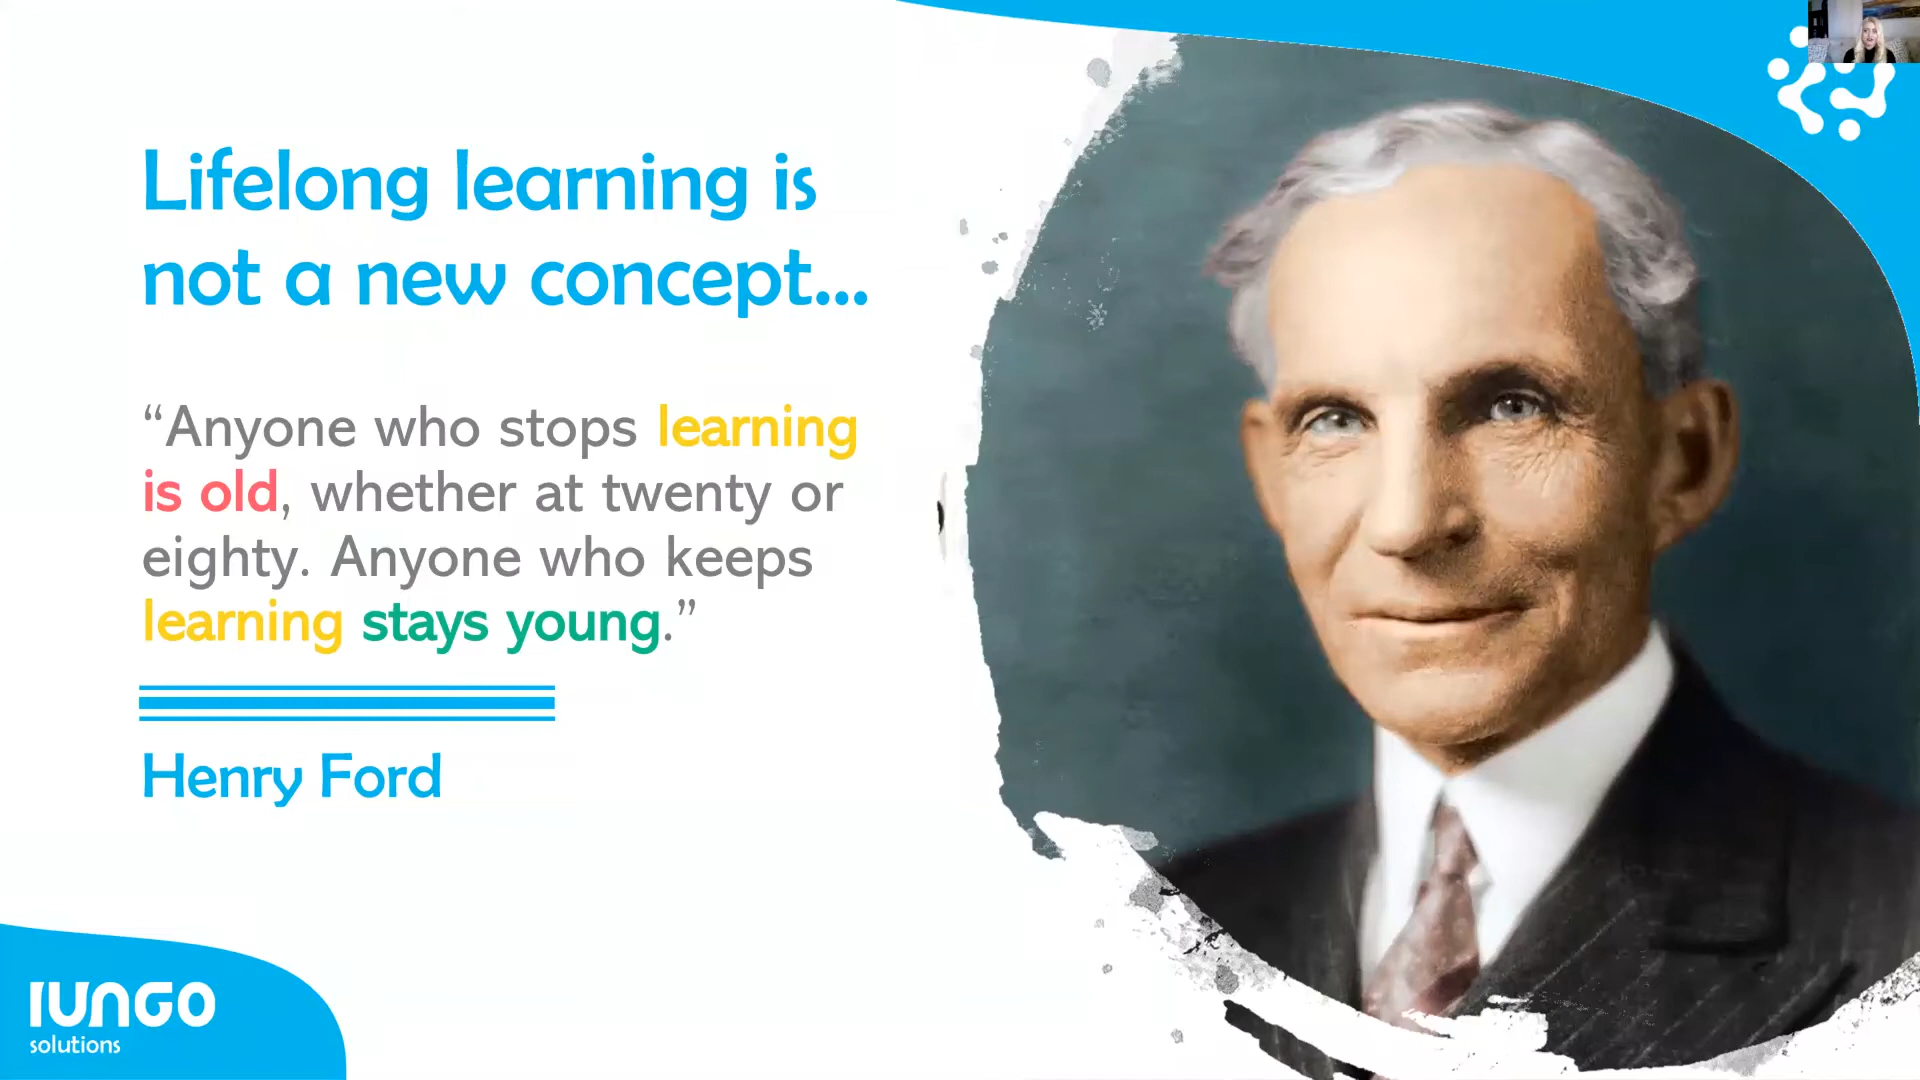 Lifelong learning is
not a new concept...
“Anyone who stops learning
is old, whether at twenty or
eighty. Anyone who keeps
learning stays young.”
Henry Ford
IUNGO
solutions